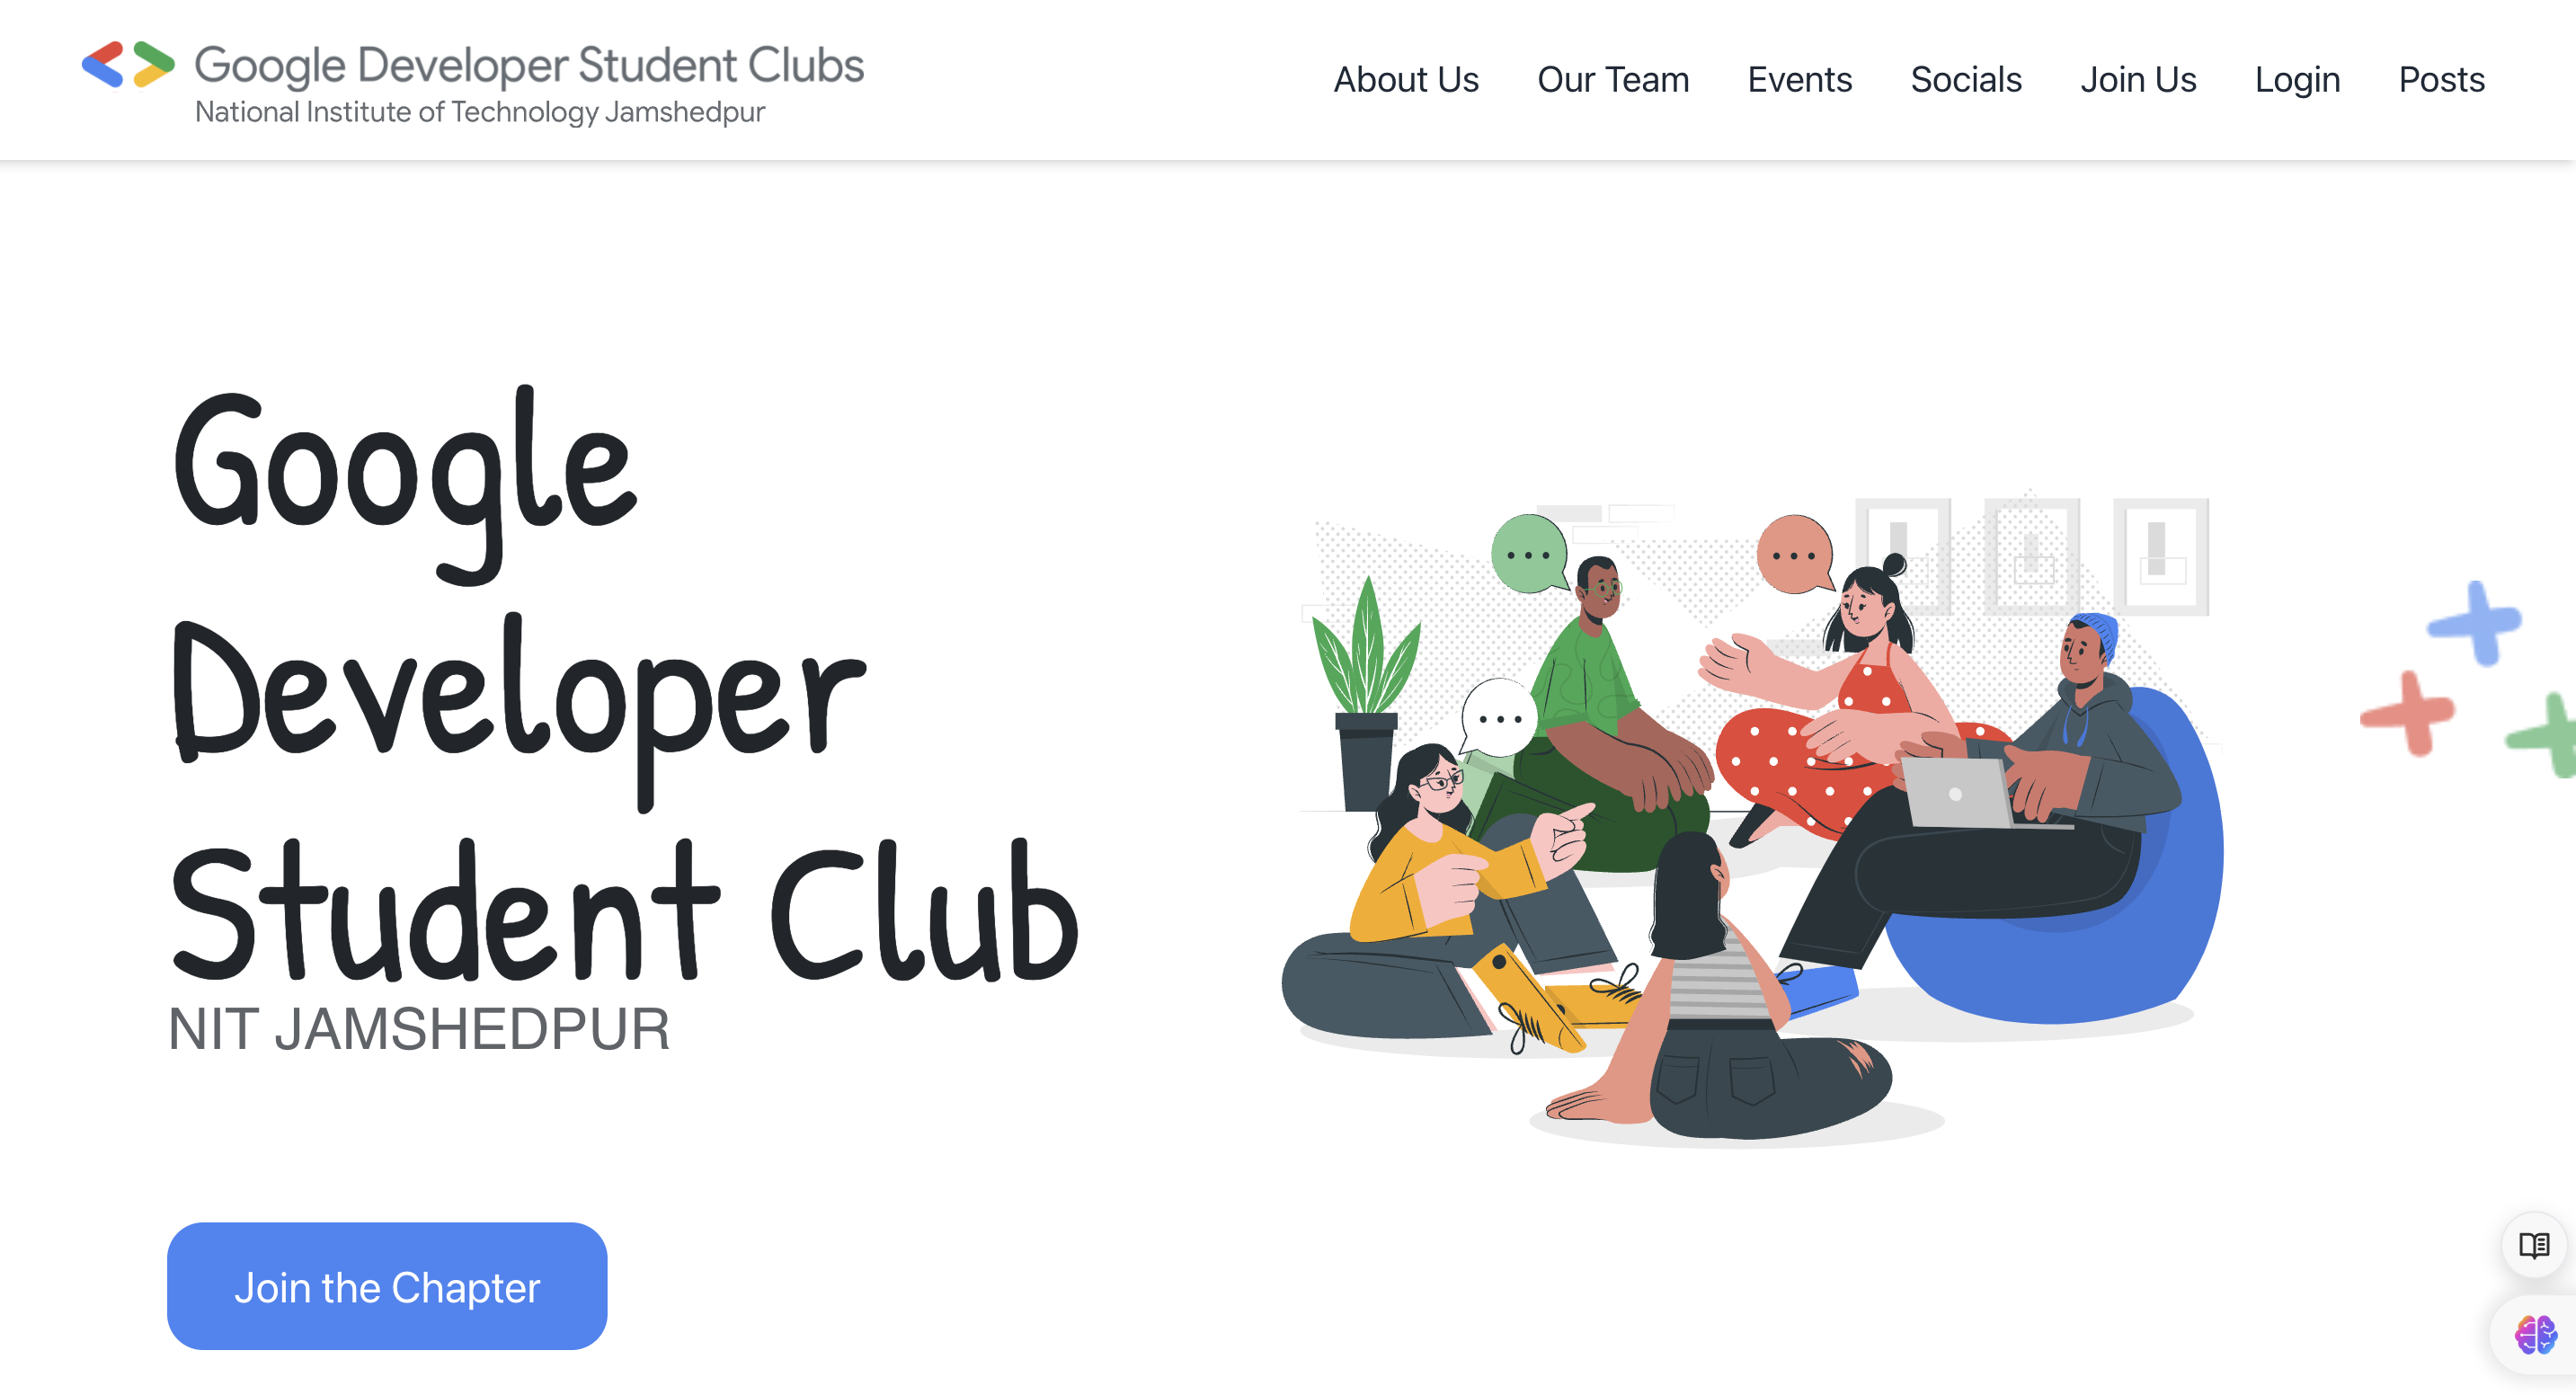 Google Developer Student Clubs
National Institute of Technology Jamshedpur
About Us Our Team Events Socials Join Us Login Posts
Google
Developer
Student Club
NIT JAMSHEDPUR
Join the Chapter